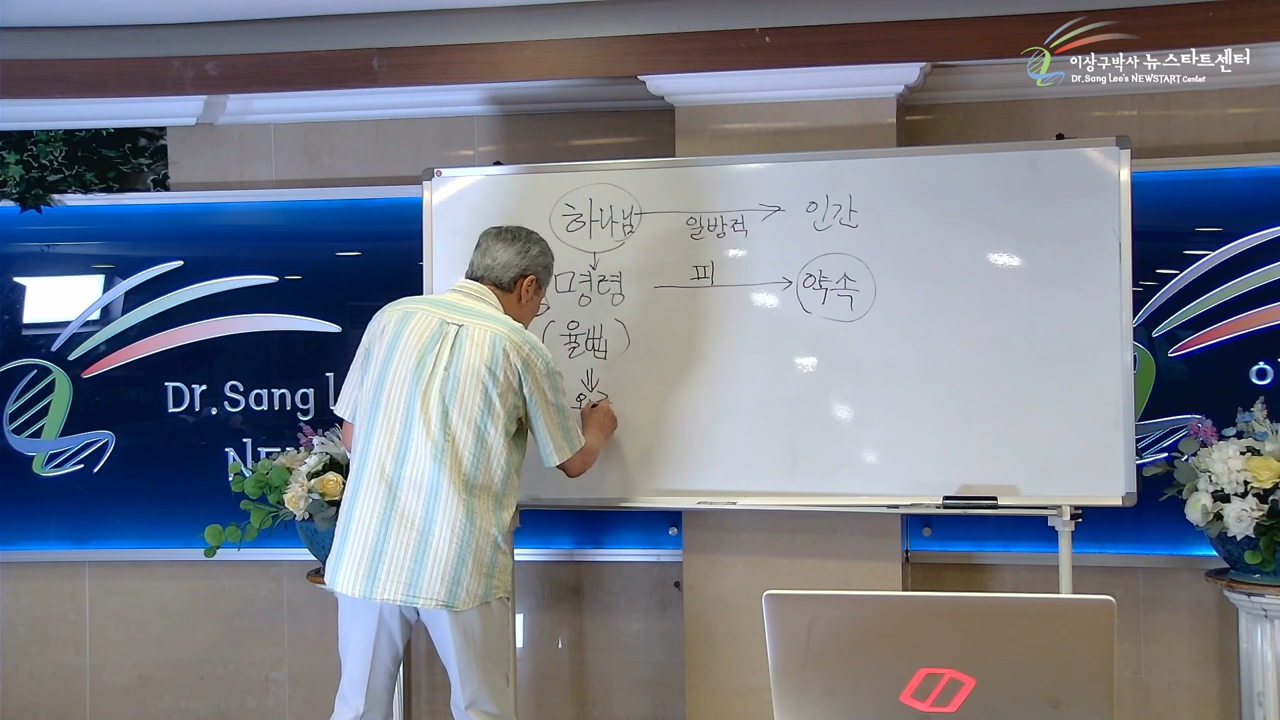 이상구박사 뉴스타트센터
Dr. Sang Lee's NEWSTART Center
하나님 일방적 인간
명령 피 약속
(율법)
Dr.Sang